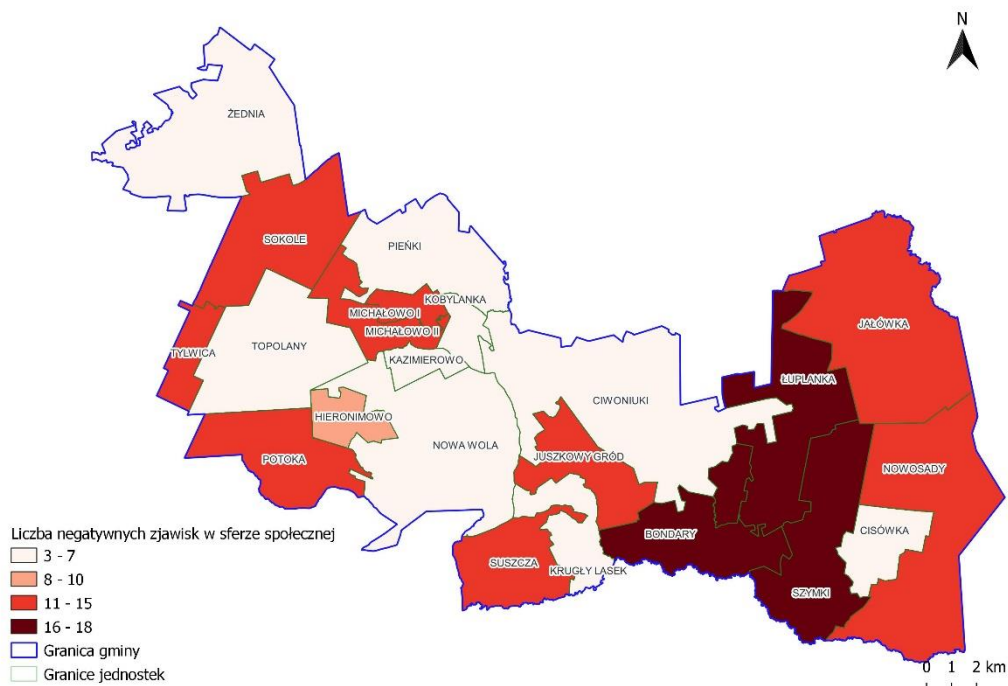 N
ŻEDNIA
SOKOLE
PIEŃKI
KOBYLANKA
MICHAŁOWO I
MICHAŁOWO II
JAŁÓWKA
TYLWICA
TOPOLANY
KAZIMIEROWO
ŁUPLANKA
CIWONIUKI
HIERONIMOWO
NOWA WOLA
JUSZKOWY GRÓD
POTOKA
NOWOSADY
CISÓWKA
BONDARY
SUSZCZA
KRUGŁY LASEK
SZYMKI
Liczba negatywnych zjawisk w sferze społecznej
3 - 7
8 - 10
11 - 15
16 - 18
Granica gminy
Granice jednostek
0 1 2 km